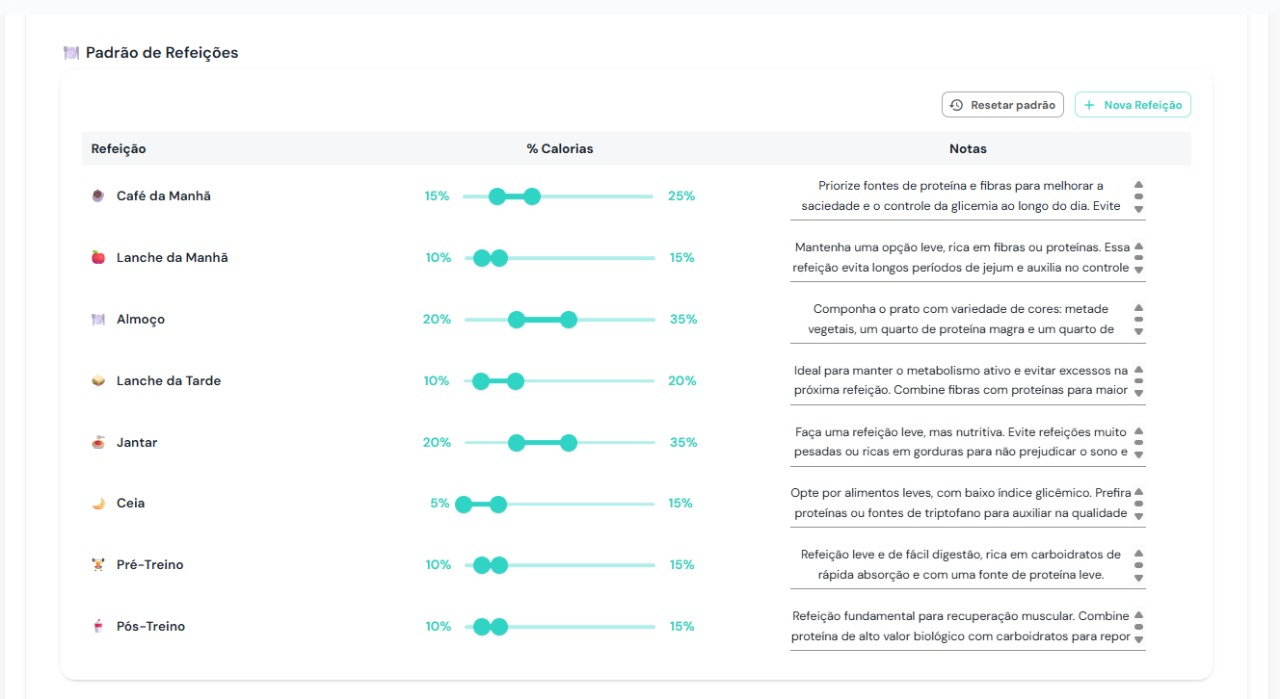 Padrão de Refeições
Resetar padrão
+ Nova Refeição
Refeição % Calorias Notas
Café da Manhã 15% 25%
Priorize fontes de proteína e fibras para melhorar a
saciedade e o controle da glicemia ao longo do dia. Evite
Lanche da Manhã 10% 15%
Mantenha uma opção leve, rica em fibras ou proteínas. Essa
refeição evita longos períodos de jejum e auxilia no controle
Almoço 20% 35%
Componha o prato com variedade de cores: metade
vegetais, um quarto de proteína magra e um quarto de
Lanche da Tarde 10% 20%
Ideal para manter o metabolismo ativo e evitar excessos na
próxima refeição. Combine fibras com proteínas para maior
Jantar 20% 35%
Faça uma refeição leve, mas nutritiva. Evite refeições muito
pesadas ou ricas em gorduras para não prejudicar o sono e
Ceia 5% 15%
Opte por alimentos leves, com baixo índice glicêmico. Prefira
proteínas ou fontes de triptofano para auxiliar na qualidade
Pré-Treino 10% 15%
Refeição leve e de fácil digestão, rica em carboidratos de
rápida absorção e com uma fonte de proteína leve.
Pós-Treino 10% 15%
Refeição fundamental para recuperação muscular. Combine
proteína de alto valor biológico com carboidratos para repor